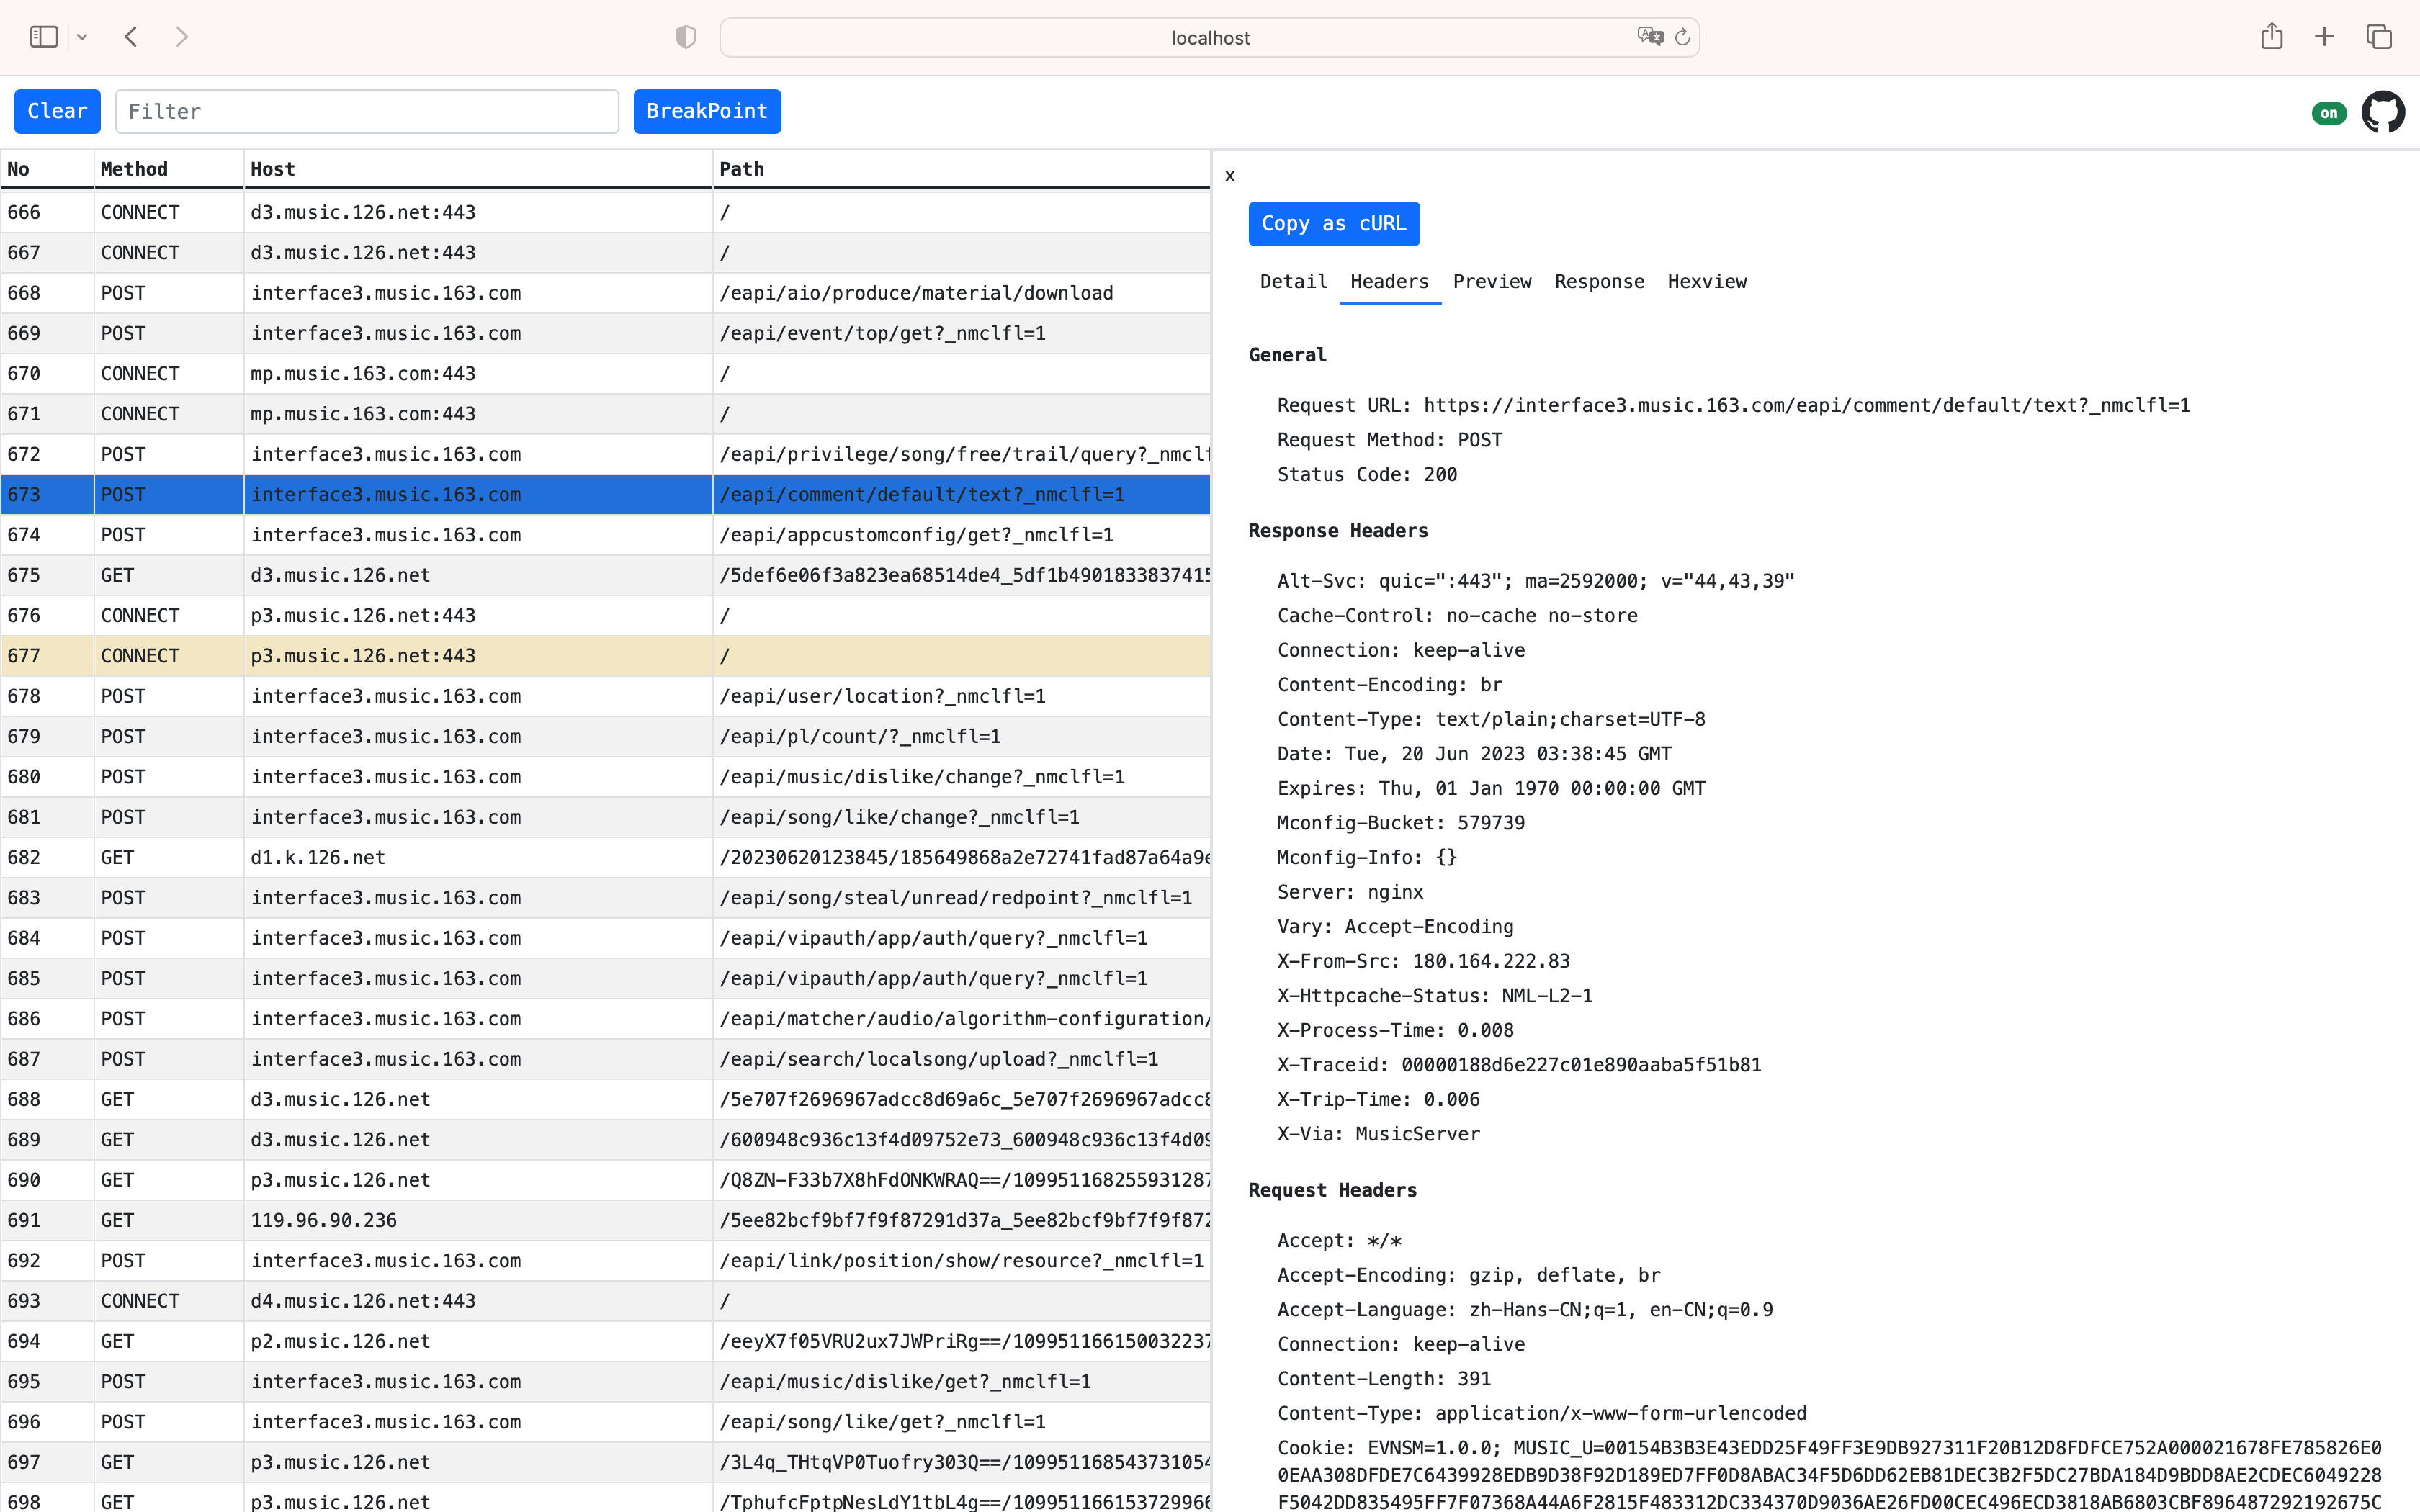 localhost
Clear Filter BreakPoint on
No Method Host Path
666 CONNECT d3.music.126.net:443 /
667 CONNECT d3.music.126.net:443 /
668 POST interface3.music.163.com /eapi/aio/produce/material/download
669 POST interface3.music.163.com /eapi/event/top/get?_nmclfl=1
670 CONNECT mp.music.163.com:443 /
671 CONNECT mp.music.163.com:443 /
672 POST interface3.music.163.com /eapi/privilege/song/free/trail/query?_nmclf
673 POST interface3.music.163.com /eapi/comment/default/text?_nmclfl=1
674 POST interface3.music.163.com /eapi/appcustomconfig/get?_nmclfl=1
675 GET d3.music.126.net /5def6e06f3a823ea68514de4_5df1b4901833837415
676 CONNECT p3.music.126.net:443 /
677 CONNECT p3.music.126.net:443 /
678 POST interface3.music.163.com /eapi/user/location?_nmclfl=1
679 POST interface3.music.163.com /eapi/pl/count/?_nmclfl=1
680 POST interface3.music.163.com /eapi/music/dislike/change?_nmclfl=1
681 POST interface3.music.163.com /eapi/song/like/change?_nmclfl=1
682 GET d1.k.126.net /20230620123845/185649868a2e72741fad87a64a9e
683 POST interface3.music.163.com /eapi/song/steal/unread/redpoint?_nmclfl=1
684 POST interface3.music.163.com /eapi/vipauth/app/auth/query?_nmclfl=1
685 POST interface3.music.163.com /eapi/vipauth/app/auth/query?_nmclfl=1
686 POST interface3.music.163.com /eapi/matcher/audio/algorithm-configuration/
687 POST interface3.music.163.com /eapi/search/localsong/upload?_nmclfl=1
688 GET d3.music.126.net /5e707f2696967adcc8d69a6c_5e707f2696967adcc8
689 GET d3.music.126.net /600948c936c13f4d09752e73_600948c936c13f4d09
690 GET p3.music.126.net /Q8ZN-F33b7X8hFdONKWRAQ==/109951168255931287
691 GET 119.96.90.236 /5ee82bcf9bf7f9f87291d37a_5ee82bcf9bf7f9f872
692 POST interface3.music.163.com /eapi/link/position/show/resource?_nmclfl=1
693 CONNECT d4.music.126.net:443 /
694 GET p2.music.126.net /eeyX7f05VRU2ux7JWPriRg==/109951166150032237
695 POST interface3.music.163.com /eapi/music/dislike/get?_nmclfl=1
696 POST interface3.music.163.com /eapi/song/like/get?_nmclfl=1
697 GET p3.music.126.net /3L4q_THtqVP0Tuofry303Q==/109951168543731054
698 GET p3.music.126.net /TphufcFptpNesLdY1tbL4g==/109951166153729966
x
Copy as cURL
Detail Headers Preview Response Hexview
General
Request URL: https://interface3.music.163.com/eapi/comment/default/text?_nmclfl=1
Request Method: POST
Status Code: 200
Response Headers
Alt-Svc: quic=":443"; ma=2592000; v="44,43,39"
Cache-Control: no-cache no-store
Connection: keep-alive
Content-Encoding: br
Content-Type: text/plain;charset=UTF-8
Date: Tue, 20 Jun 2023 03:38:45 GMT
Expires: Thu, 01 Jan 1970 00:00:00 GMT
Mconfig-Bucket: 579739
Mconfig-Info: {}
Server: nginx
Vary: Accept-Encoding
X-From-Src: 180.164.222.83
X-Httpcache-Status: NML-L2-1
X-Process-Time: 0.008
X-Traceid: 00000188d6e227c01e890aaba5f51b81
X-Trip-Time: 0.006
X-Via: MusicServer
Request Headers
Accept: */*
Accept-Encoding: gzip, deflate, br
Accept-Language: zh-Hans-CN;q=1, en-CN;q=0.9
Connection: keep-alive
Content-Length: 391
Content-Type: application/x-www-form-urlencoded
Cookie: EVNSM=1.0.0; MUSIC_U=00154B3B3E43EDD25F49FF3E9DB927311F20B12D8FDFCE752A000021678FE785826E0
0EAA308DFDE7C6439928EDB9D38F92D189ED7FF0D8ABAC34F5D6DD62EB81DEC3B2F5DC27BDA184D9BDD8AE2CDEC6049228
F5042DD835495FF7F07368A44A6F2815F483312DC334370D9036AE26FD00CEC496ECD3818AB6803CBF896487292192675C